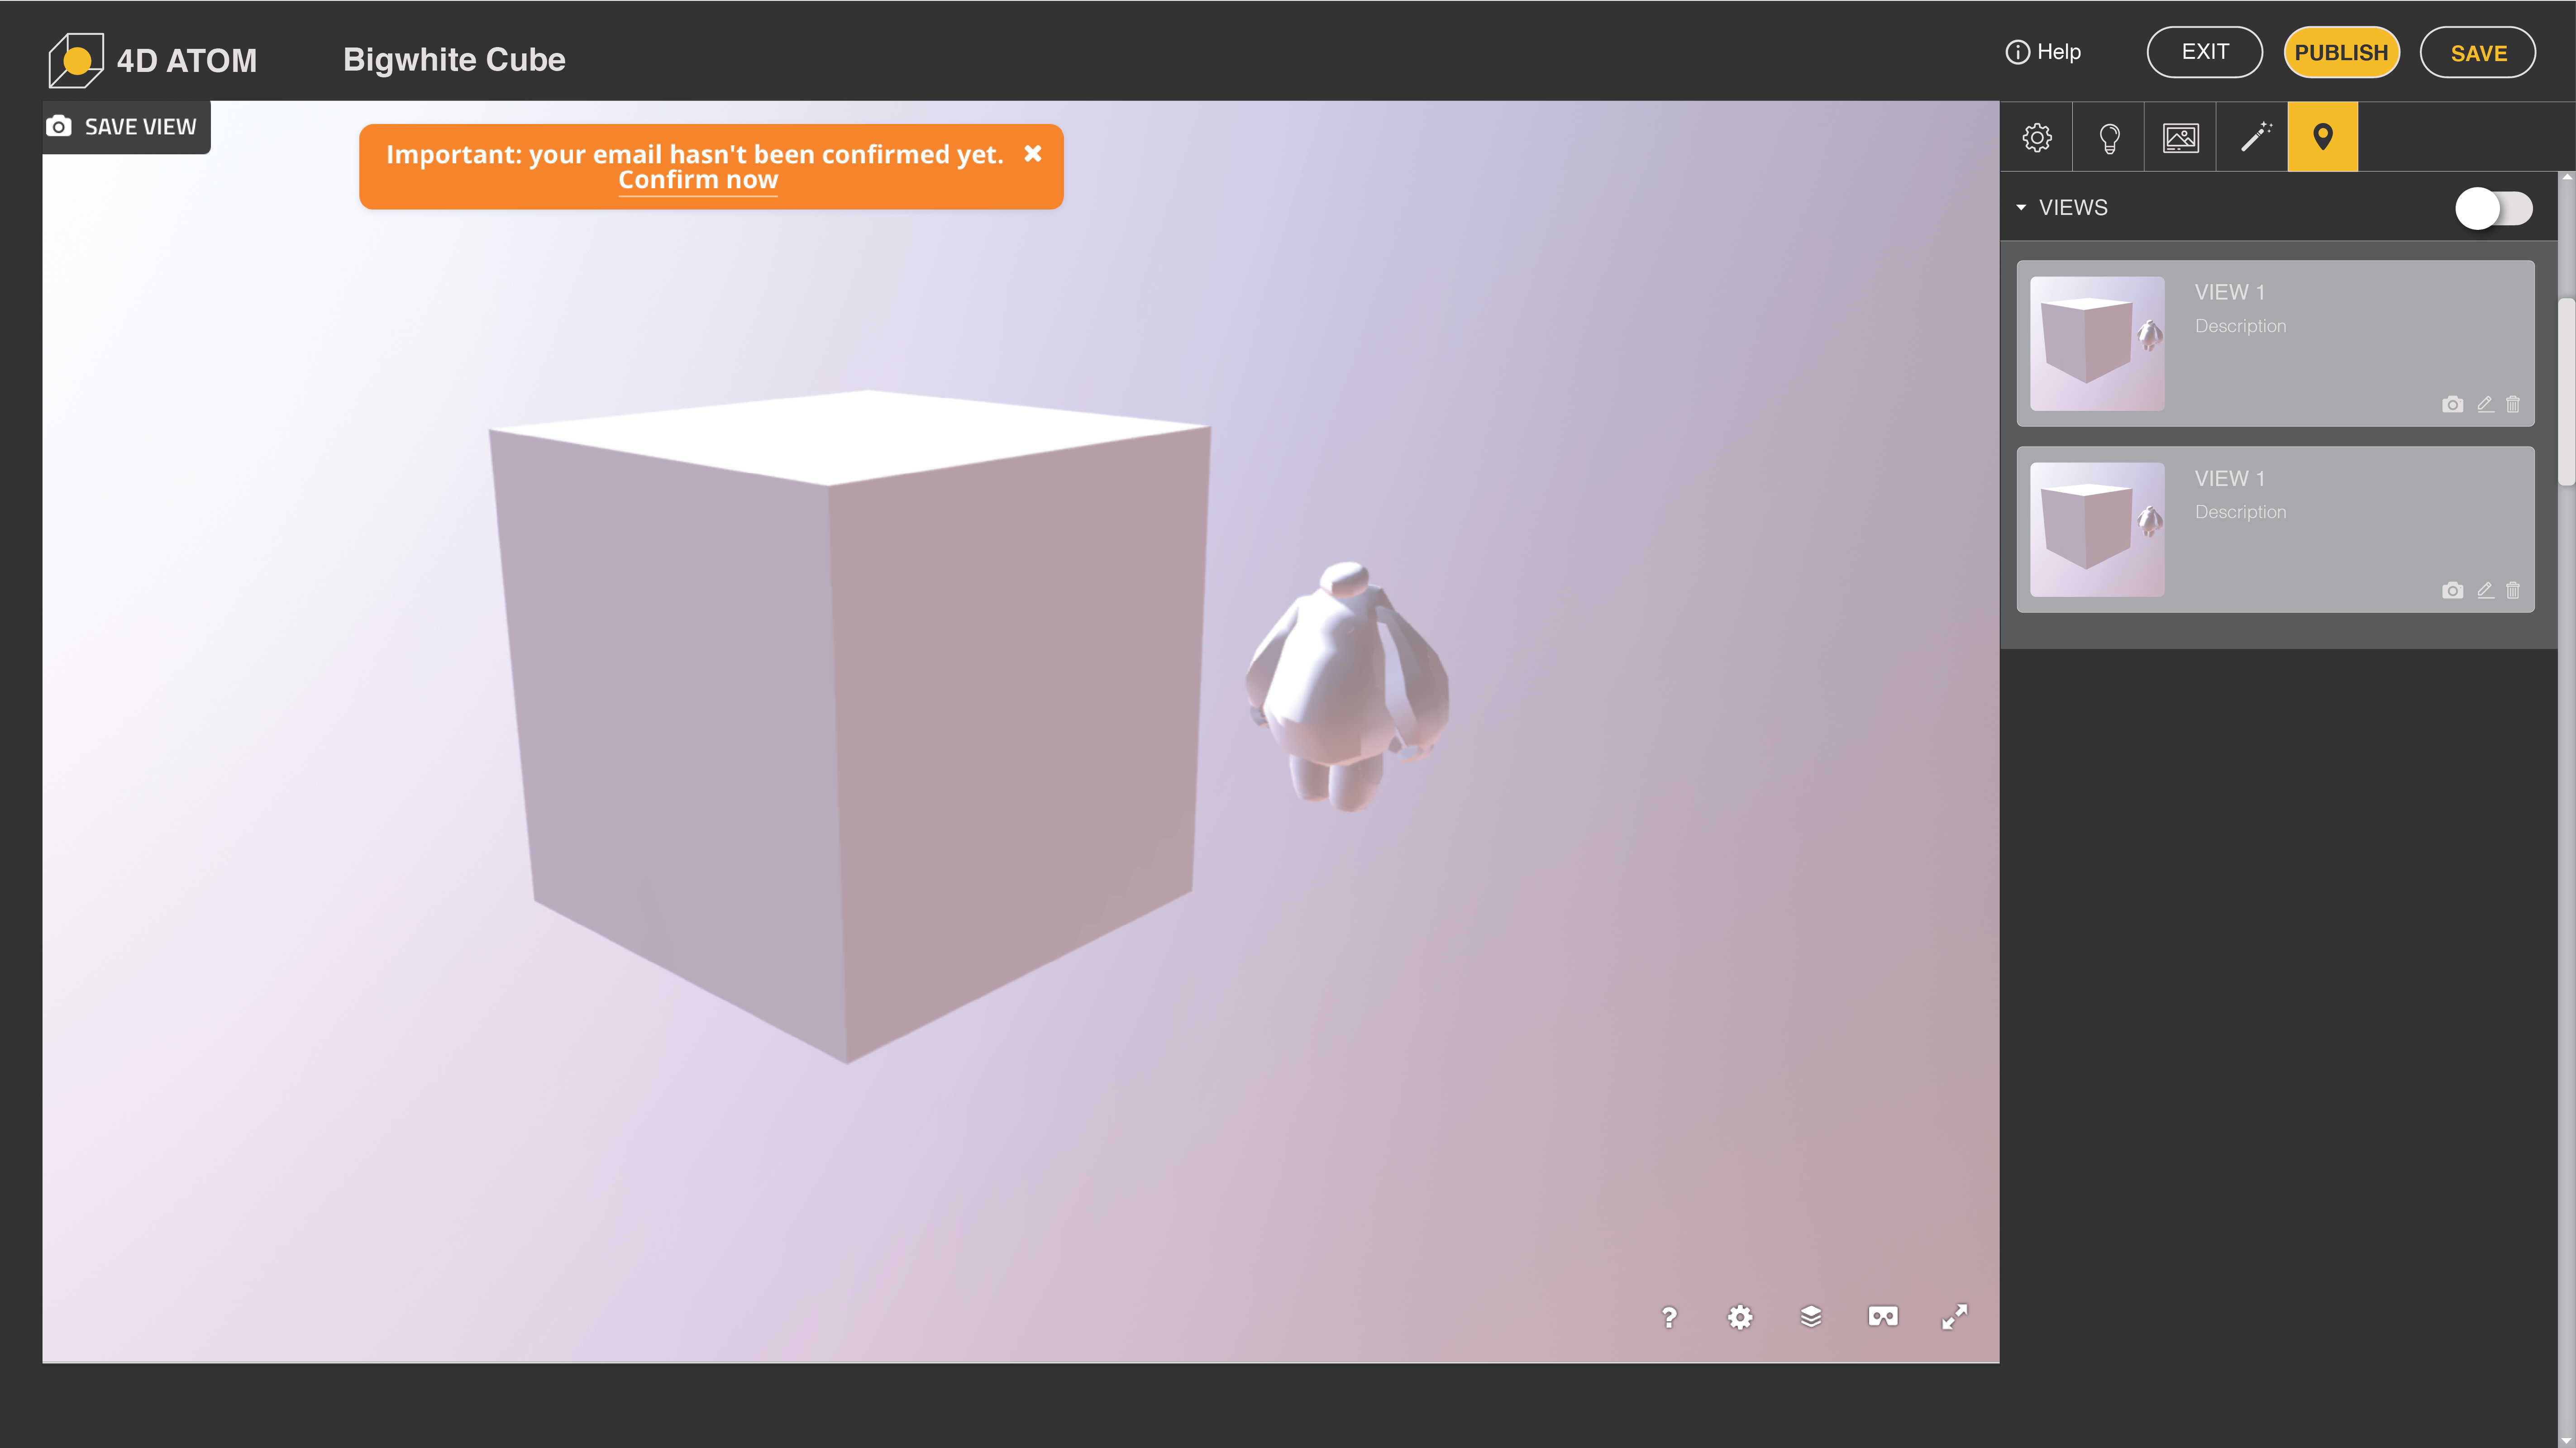 4D ATOM
Bigwhite Cube
Help
EXIT
PUBLISH
SAVE
SAVE VIEW
Important: your email hasn't been confirmed yet.
Confirm now
VIEWS
VIEW 1
Description
VIEW 1
Description
?